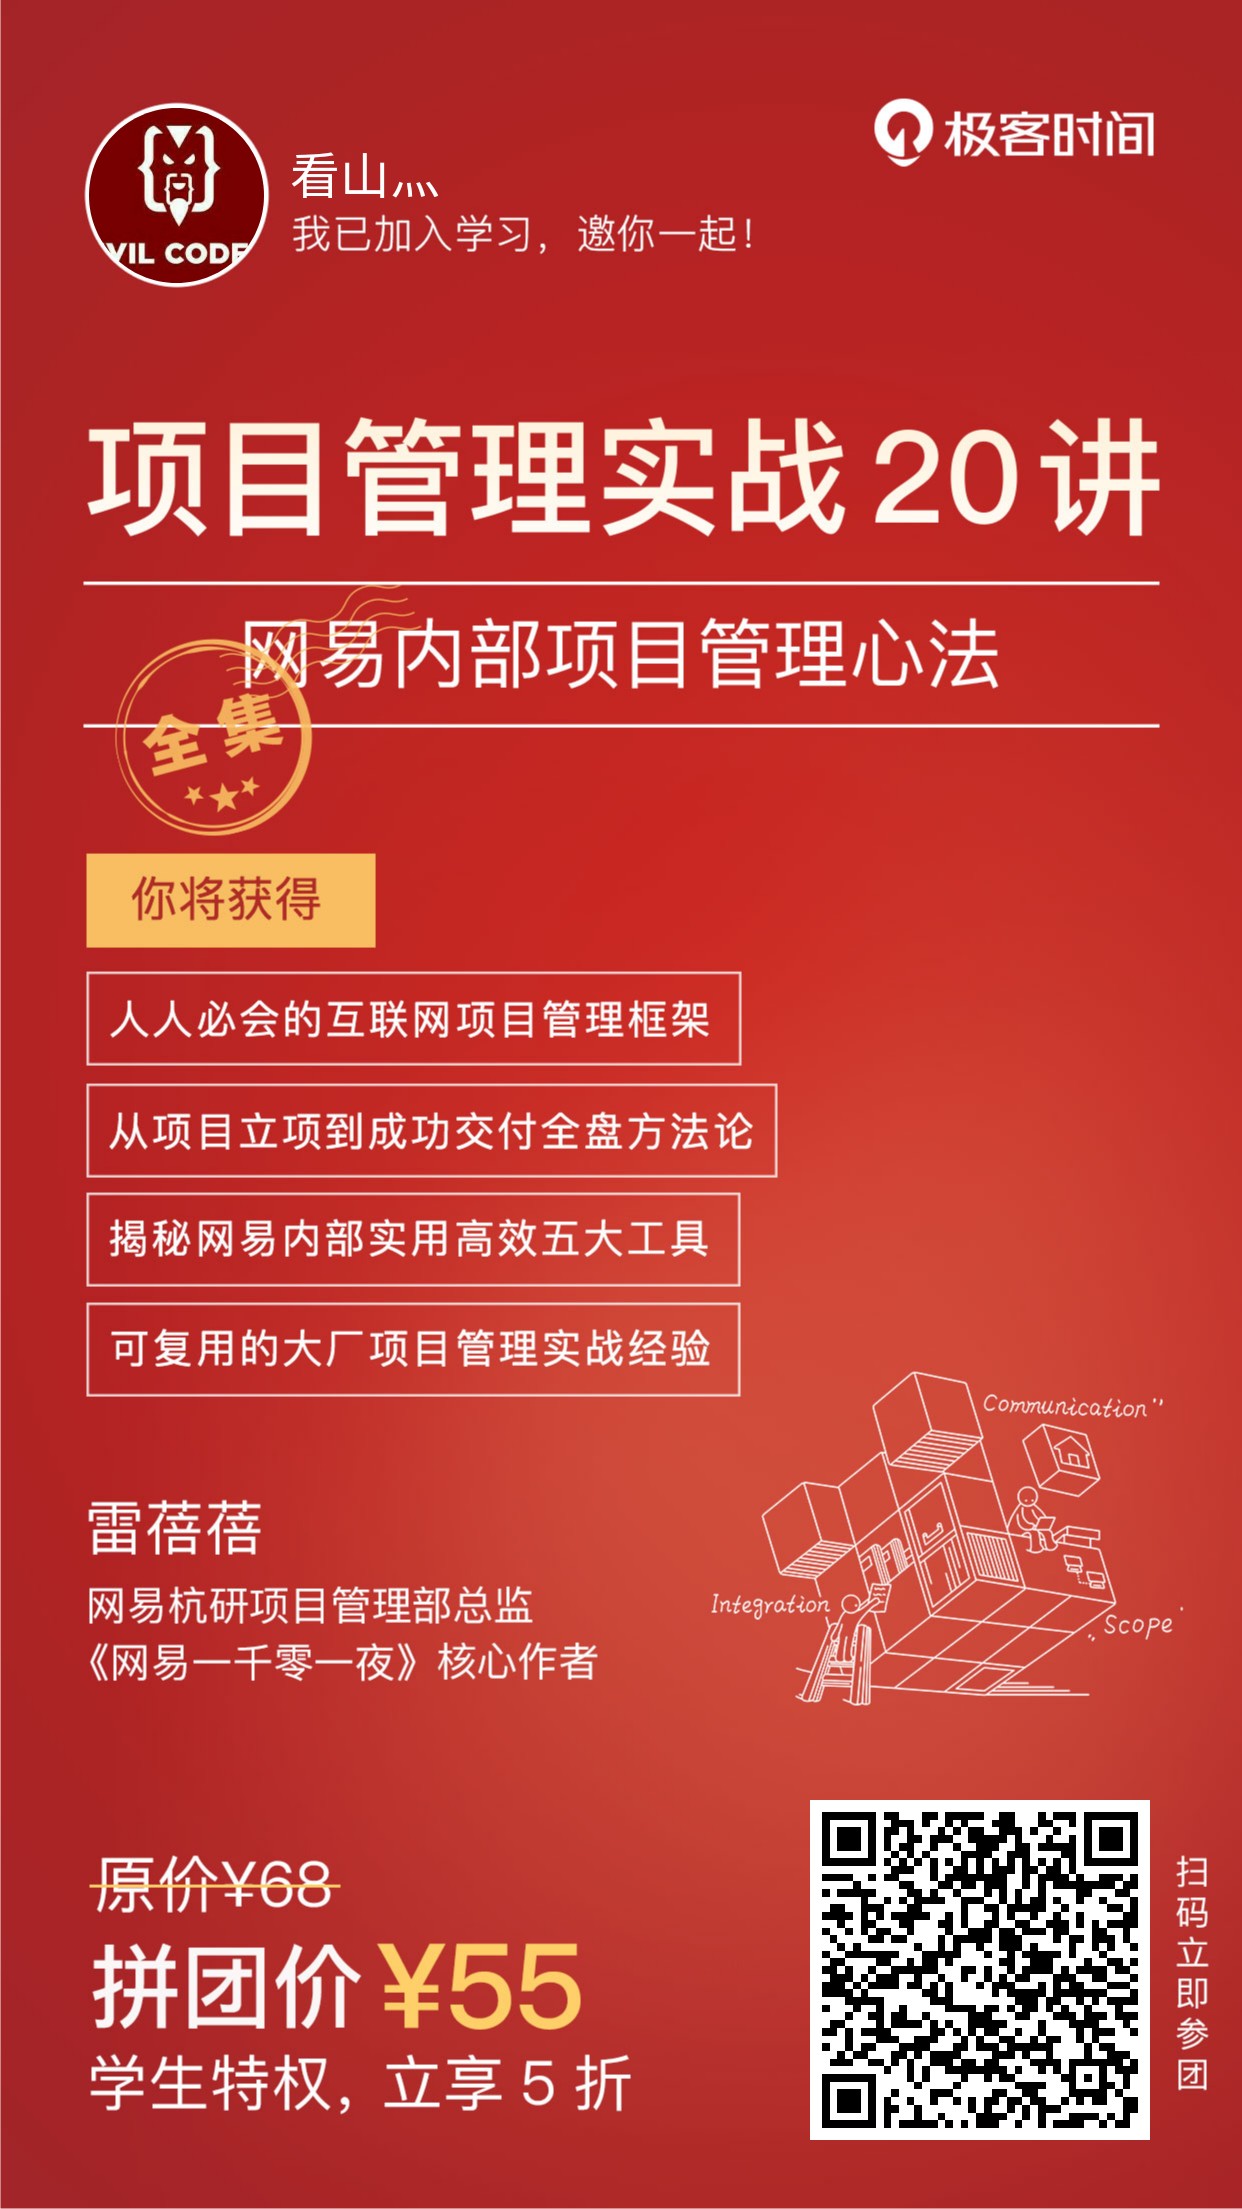 极客时间
VIL CODE
看山灬
我已加入学习，邀你一起！
项目管理实战20讲
网易内部项目管理心法
全集
你将获得
人人必会的互联网项目管理框架
从项目立项到成功交付全盘方法论
揭秘网易内部实用高效五大工具
可复用的大厂项目管理实战经验
Communication
Integration
Scope
雷蓓蓓
网易杭研项目管理部总监
《网易一千零一夜》核心作者
原价¥68
拼团价¥55
学生特权，立享 5 折
扫码立即参团